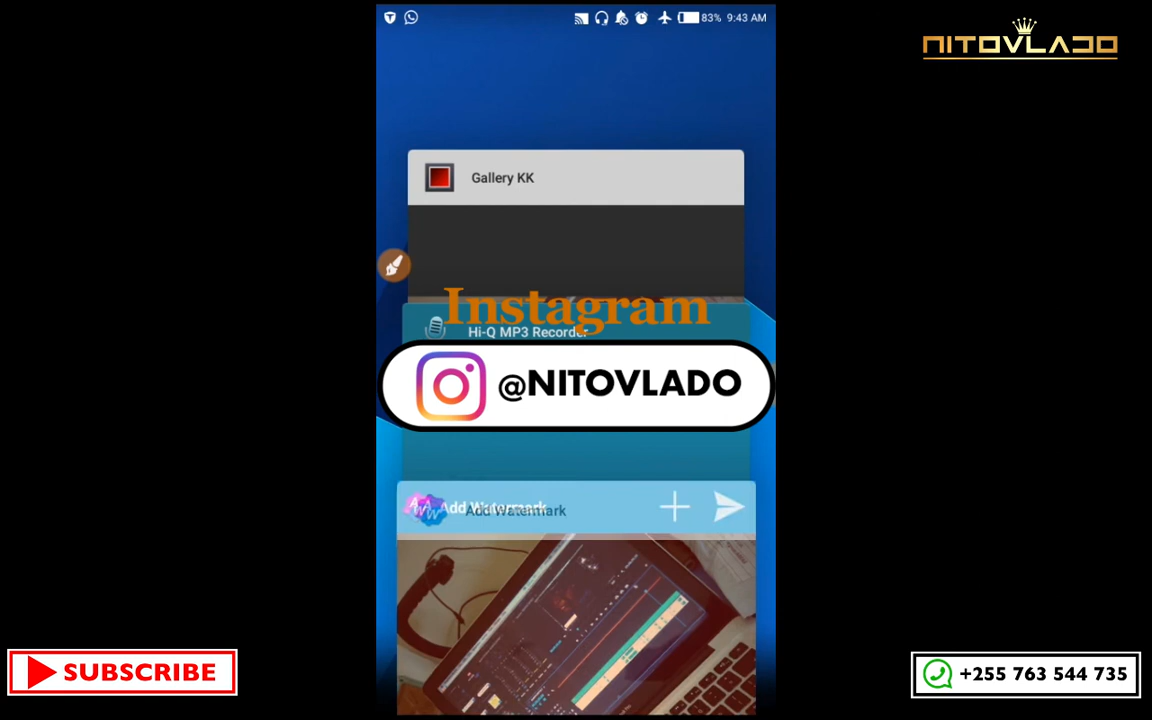 83% 9:43 AM
NITOVLADO
Gallery KK
Instagram
Hi-Q MP3 Recorder
@NITOVLADO
Add Watermark
Add Watermark
SUBSCRIBE
+255 763 544 735